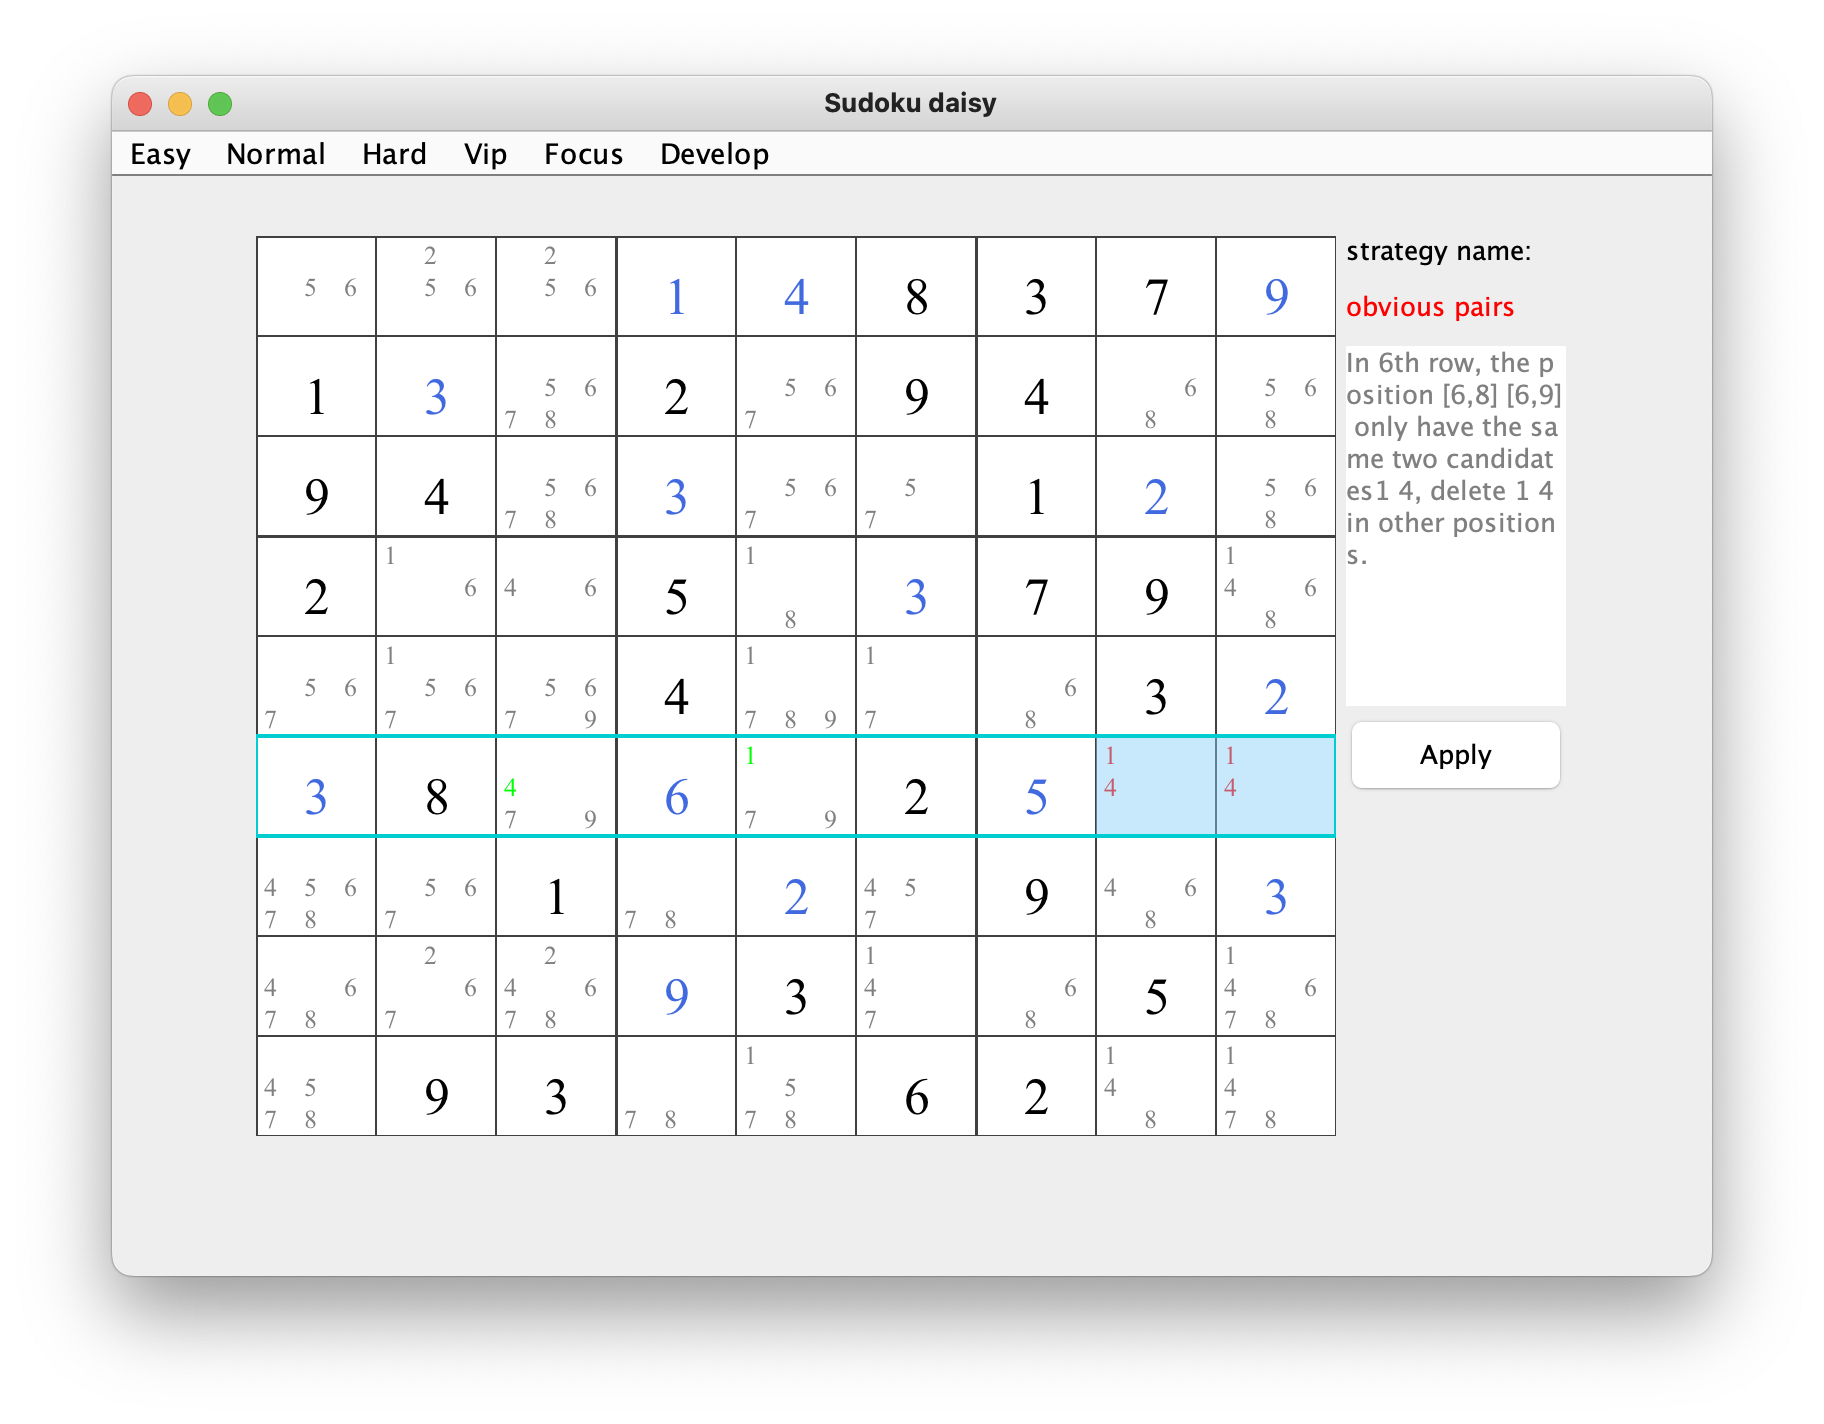 Sudoku daisy
Easy Normal Hard Vip Focus Develop
5 6 2 5 6 2 5 6 1 4 8 3 7 9
1 3 5 6 7 8 2 5 6 7 9 4 6 8 5 6 8
9 4 5 6 7 8 3 5 6 7 5 7 1 2 5 6 8
2 1 6 4 6 5 1 8 3 7 9 1 4 6 8
5 6 7 1 5 6 7 5 6 7 9 4 1 7 8 9 1 7 6 8 3 2
3 8 4 7 9 6 1 7 9 2 5 1 4 1 4
4 5 6 7 8 5 6 7 1 7 8 2 4 5 7 9 4 6 8 3
4 6 7 8 2 6 7 2 4 6 7 8 9 3 1 4 7 6 8 5 1 4 6 7 8
4 5 7 8 9 3 7 8 1 5 7 8 6 2 1 4 8 1 4 7 8
strategy name:
obvious pairs
In 6th row, the p
osition [6,8] [6,9]
only have the sa
me two candidat
es1 4, delete 1 4
in other position
s.
Apply